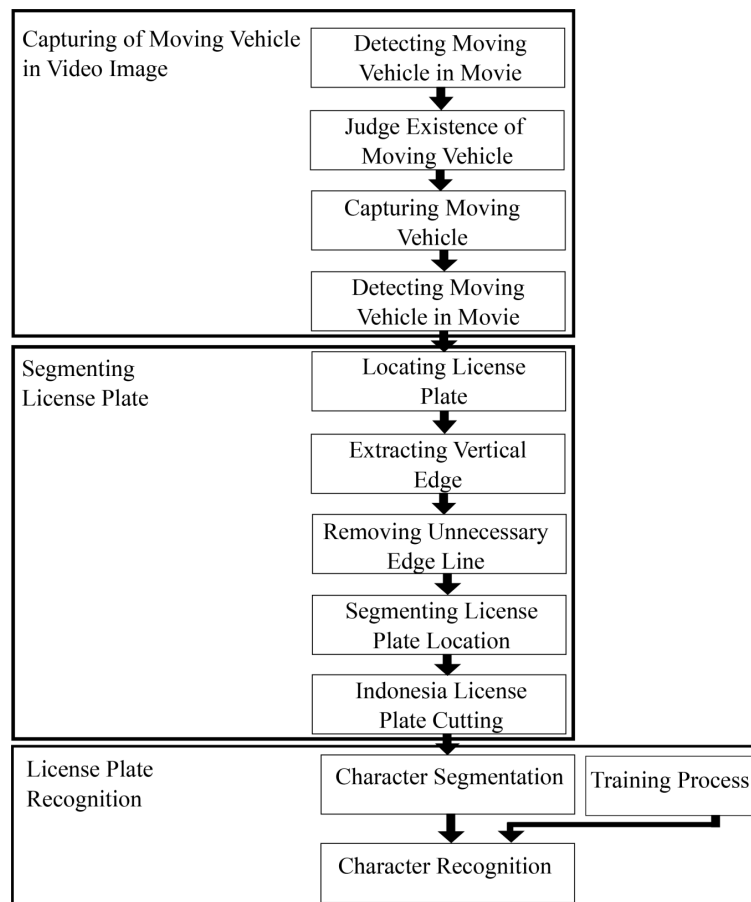 Capturing of Moving Vehicle
in Video Image
Detecting Moving
Vehicle in Movie
Judge Existence of
Moving Vehicle
Capturing Moving
Vehicle
Detecting Moving
Vehicle in Movie
Segmenting
License Plate
Locating License
Plate
Extracting Vertical
Edge
Removing Unnecessary
Edge Line
Segmenting License
Plate Location
Indonesia License
Plate Cutting
License Plate
Recognition
Character Segmentation
Training Process
Character Recognition